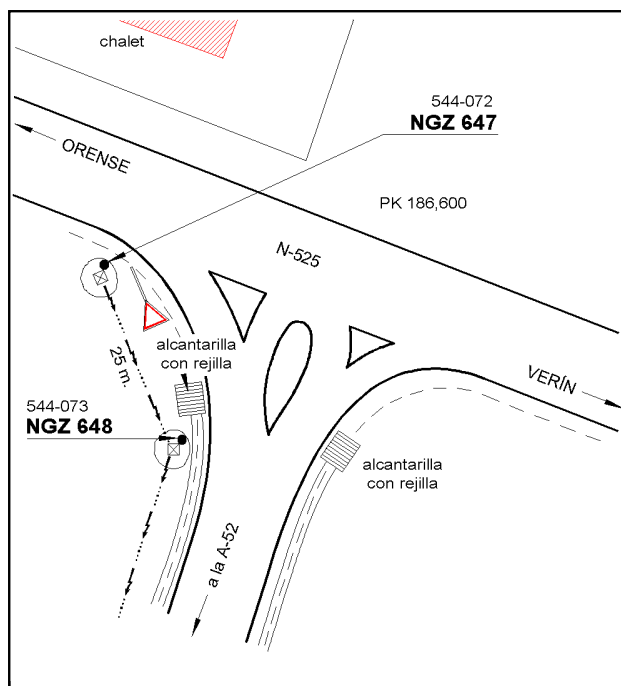 chalet
544-072
NGZ 647
ORENSE
PK 186,600
N-525
alcantarilla
con rejilla
25 m.
VERÍN
544-073
NGZ 648
alcantarilla
con rejilla
a la A-52